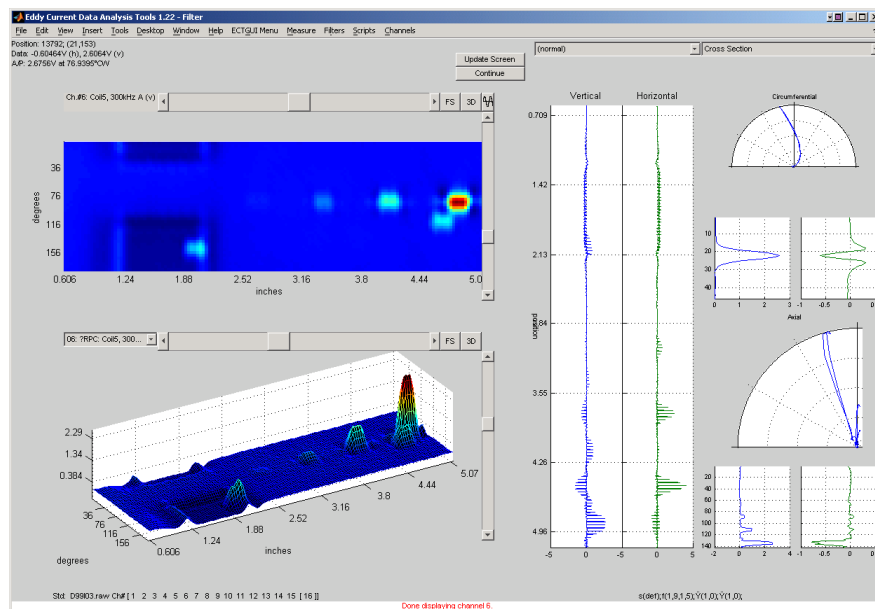 Eddy Current Data Analysis Tools 1.22 - Filter
File Edit View Insert Tools Desktop Window Help ECTGUI Menu Measure Filters Scripts Channels
Position: 13792; (21,153)
Data: -0.60464V (h), 2.6064V (v)
A/P: 2.6756V at 76.9395°CW
Update Screen
Continue
(normal)
Cross Section
Ch.#6: Coil5, 300kHz A (v)
FS
3D
36
76
116
156
degrees
0.606 1.24 1.88 2.52 3.16 3.8 4.44 5.0
inches
06: ?RPC: Coil5, 300...
FS
3D
2.29
1.34
0.384
36
76
116
156
degrees
0.606
1.24
1.88
2.52
3.16
3.8
4.44
5.07
inches
Vertical
Horizontal
0.709
1.42
2.13
.84
3.55
4.26
4.96
position
-5 0 5 0 5
Circumferential
10
20
30
40
0 1 2 3
-1 -0.5 0 0.
Axial
20
40
60
80
100
120
140
-2 0 2 4
-1 -0.5 0 0.
Std: D99I03.raw Ch#[ 1 2 3 4 5 6 7 8 9 10 11 12 13 14 15 [16 ]]
s(def);f(1,9,1,5);Ÿ(1,0);Ÿ(1,0);
Done displaying channel 6.